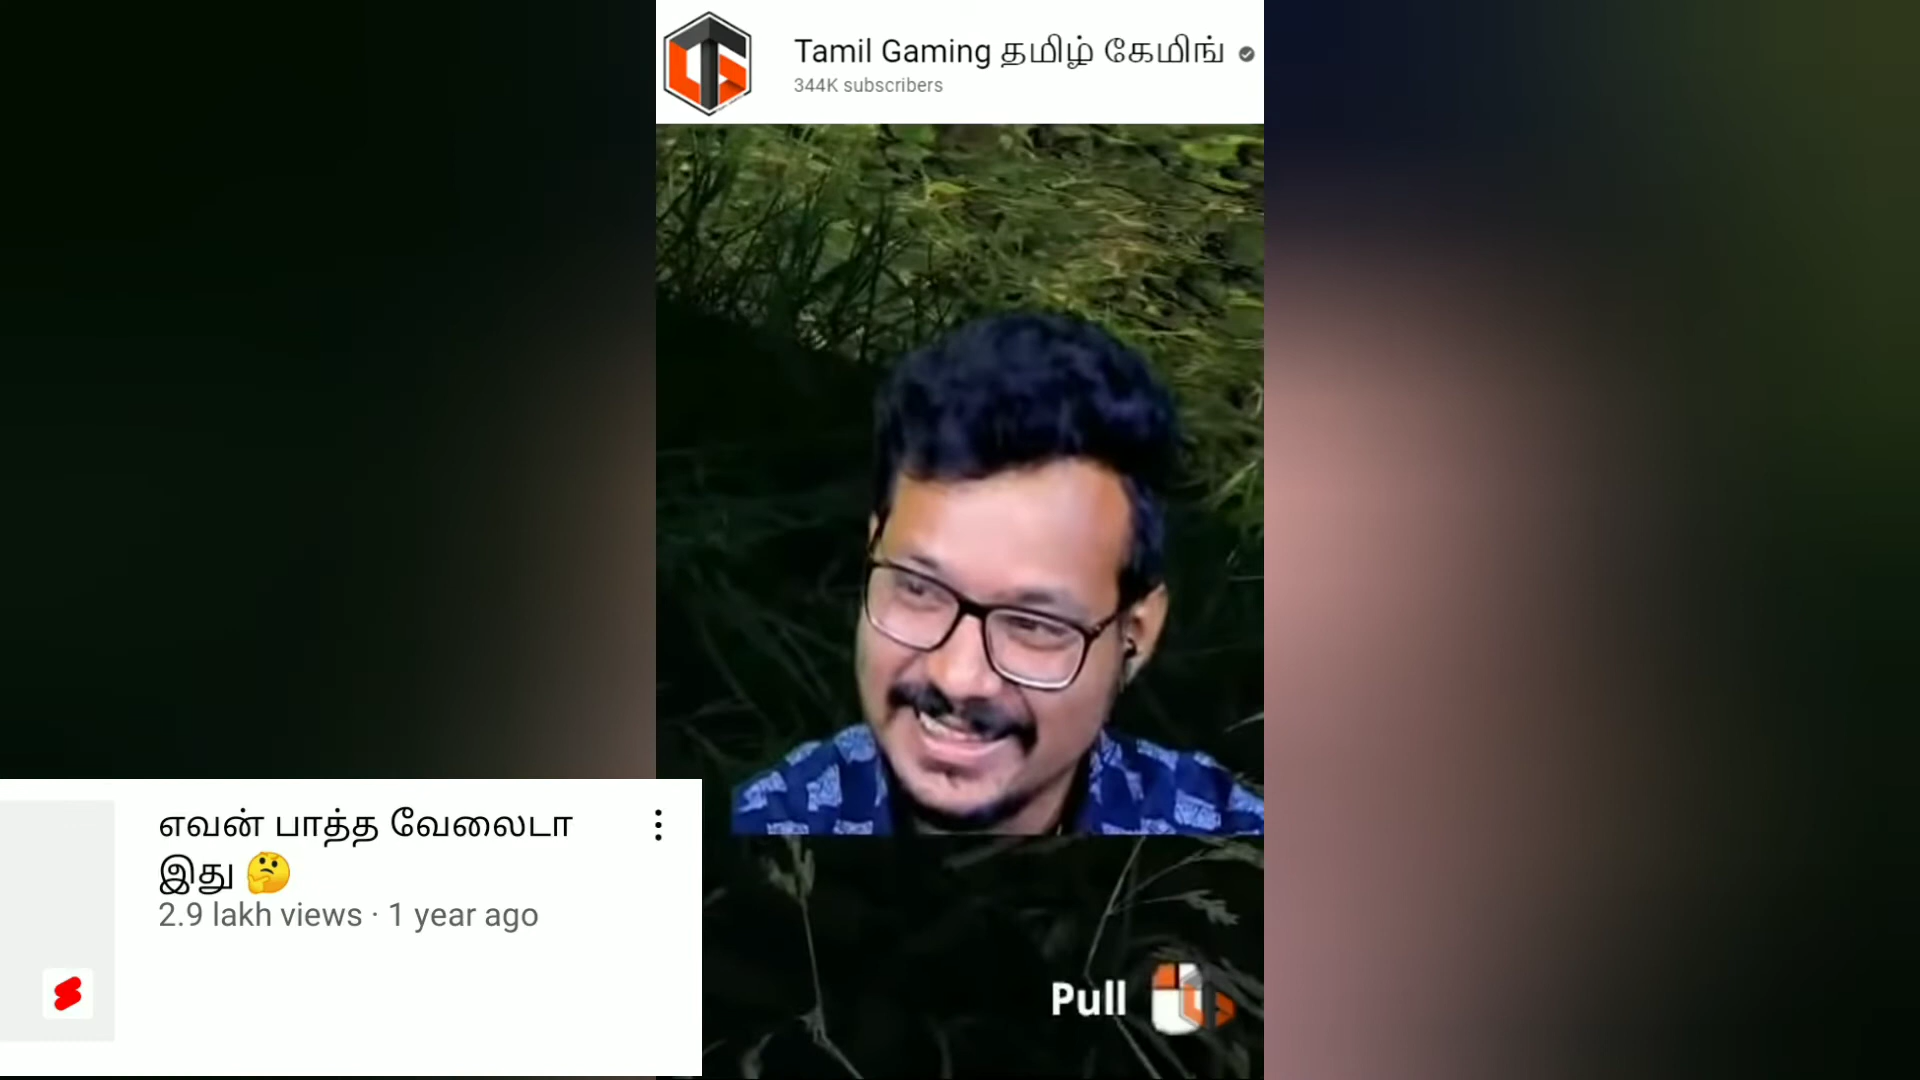 Tamil Gaming தமிழ் கேமிங்
344K subscribers
எவன் பாத்த வேலைடா
இது 🤔
2.9 lakh views · 1 year ago
Pull